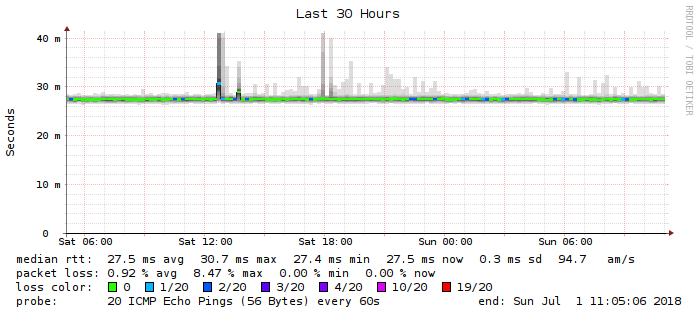 Last 30 Hours
RRDTOOL / TOBI OETIKER
Seconds
40 m
30 m
20 m
10 m
0
Sat 06:00 Sat 12:00 Sat 18:00 Sun 00:00 Sun 06:00
median rtt: 27.5 ms avg 30.7 ms max 27.4 ms min 27.5 ms now 0.3 ms sd 94.7 am/s
packet loss: 0.92 % avg 8.47 % max 0.00 % min 0.00 % now
loss color: 0 1/20 2/20 3/20 4/20 10/20 19/20
probe: 20 ICMP Echo Pings (56 Bytes) every 60s end: Sun Jul 1 11:05:06 2018